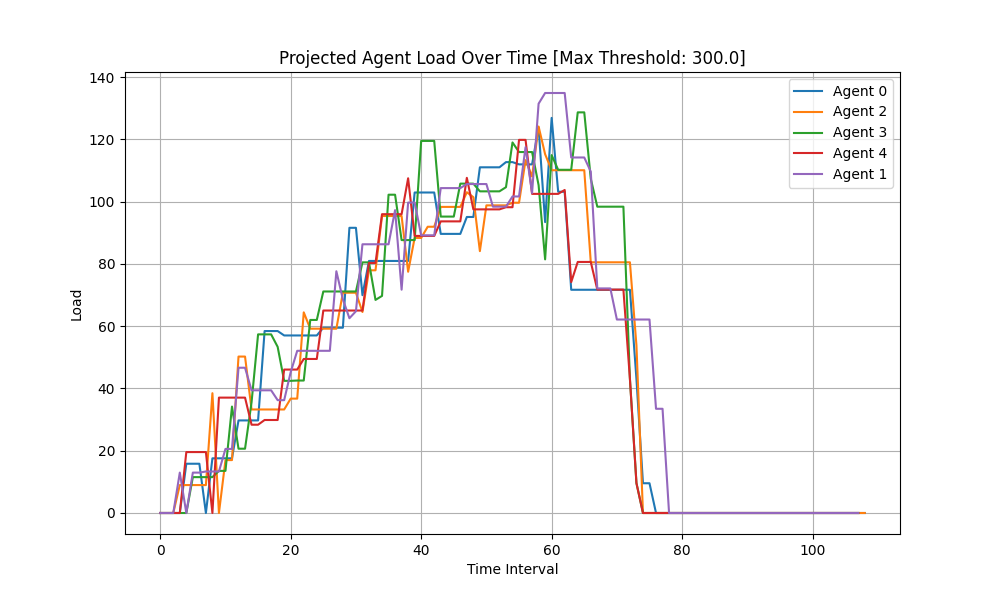 Projected Agent Load Over Time [Max Threshold: 300.0]
140
120
100
80
60
40
20
0
Load
0 20 40 60 80 100
Time Interval
Agent 0
Agent 2
Agent 3
Agent 4
Agent 1